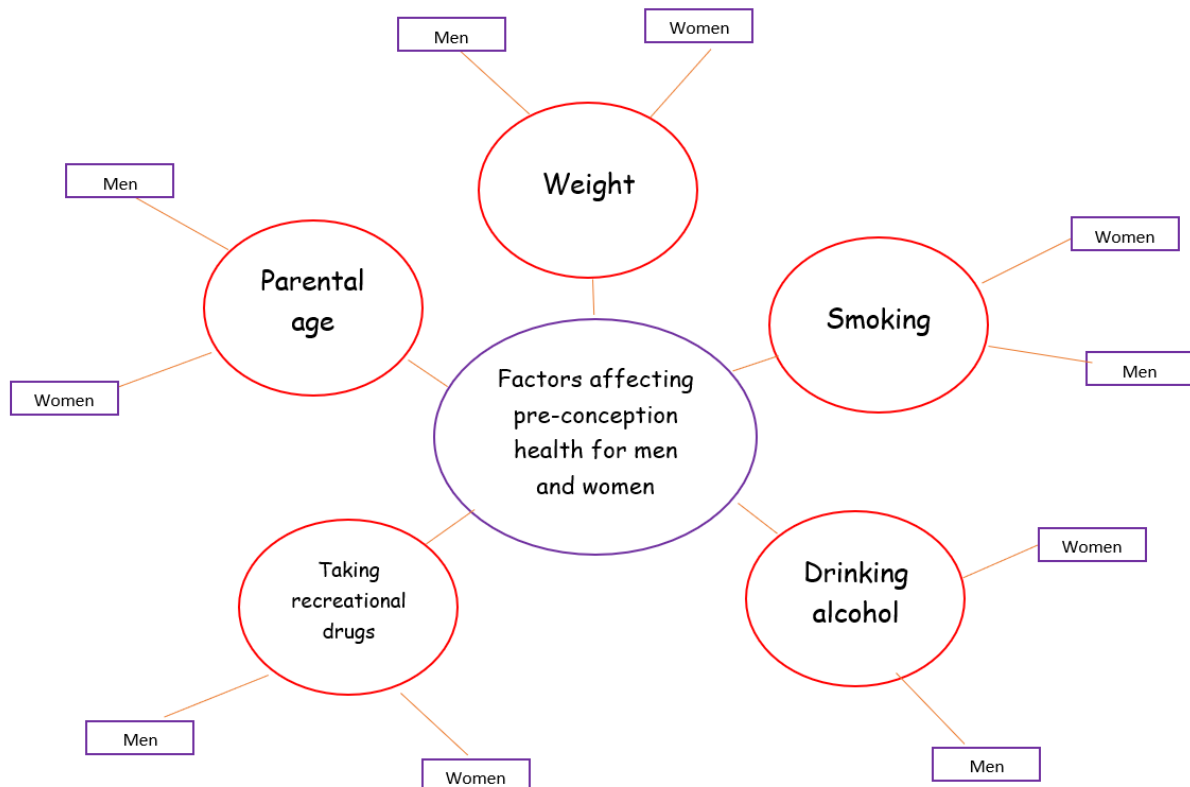 Men
Women
Weight
Men
Parental
age
Women
Women
Smoking
Men
Factors affecting
pre-conception
health for men
and women
Taking
recreational
drugs
Men
Women
Drinking
alcohol
Women
Men